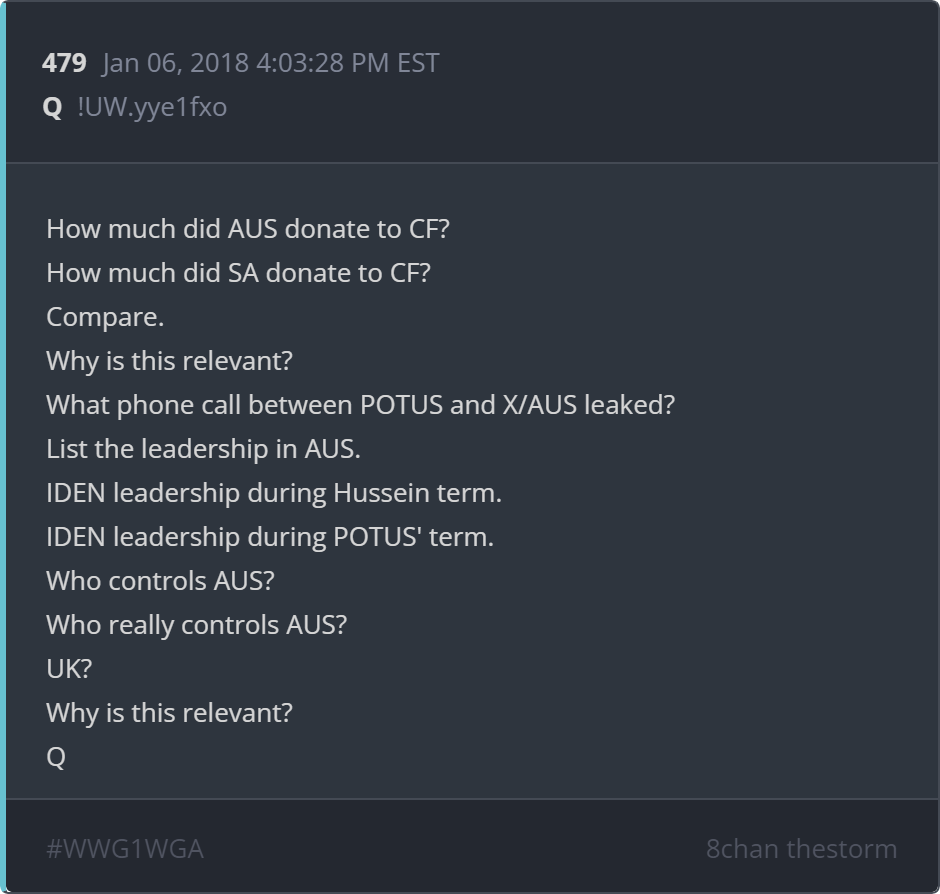 479 Jan 06, 2018 4:03:28 PM EST
Q !UW.yye1fxo
How much did AUS donate to CF?
How much did SA donate to CF?
Compare.
Why is this relevant?
What phone call between POTUS and X/AUS leaked?
List the leadership in AUS.
IDEN leadership during Hussein term.
IDEN leadership during POTUS' term.
Who controls AUS?
Who really controls AUS?
UK?
Why is this relevant?
Q
#WWG1WGA 8chan thestorm